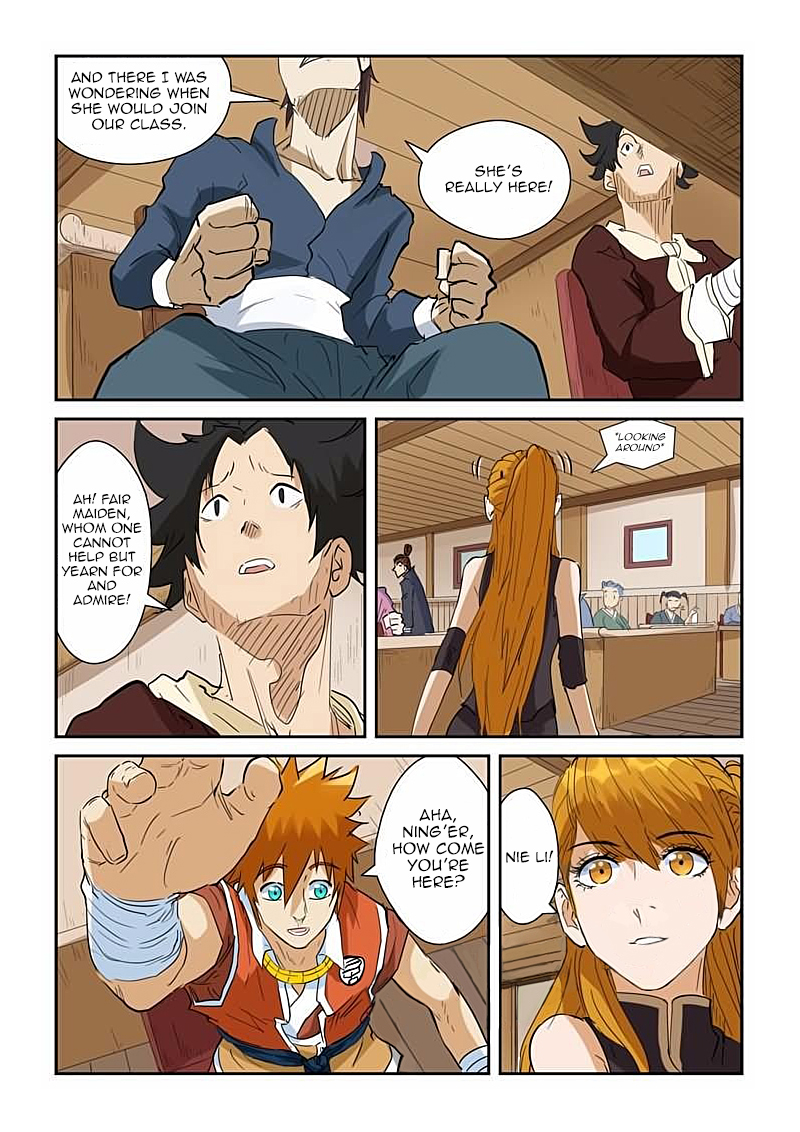 AND THERE I WAS
WONDERING WHEN
SHE WOULD JOIN
OUR CLASS.
SHE'S
REALLY HERE!
AH! FAIR
MAIDEN,
WHOM ONE
CANNOT
HELP BUT
YEARN FOR
AND
ADMIRE!
*LOOKING
AROUND*
AHA,
NING'ER,
HOW COME
YOU'RE
HERE?
NIE LI!